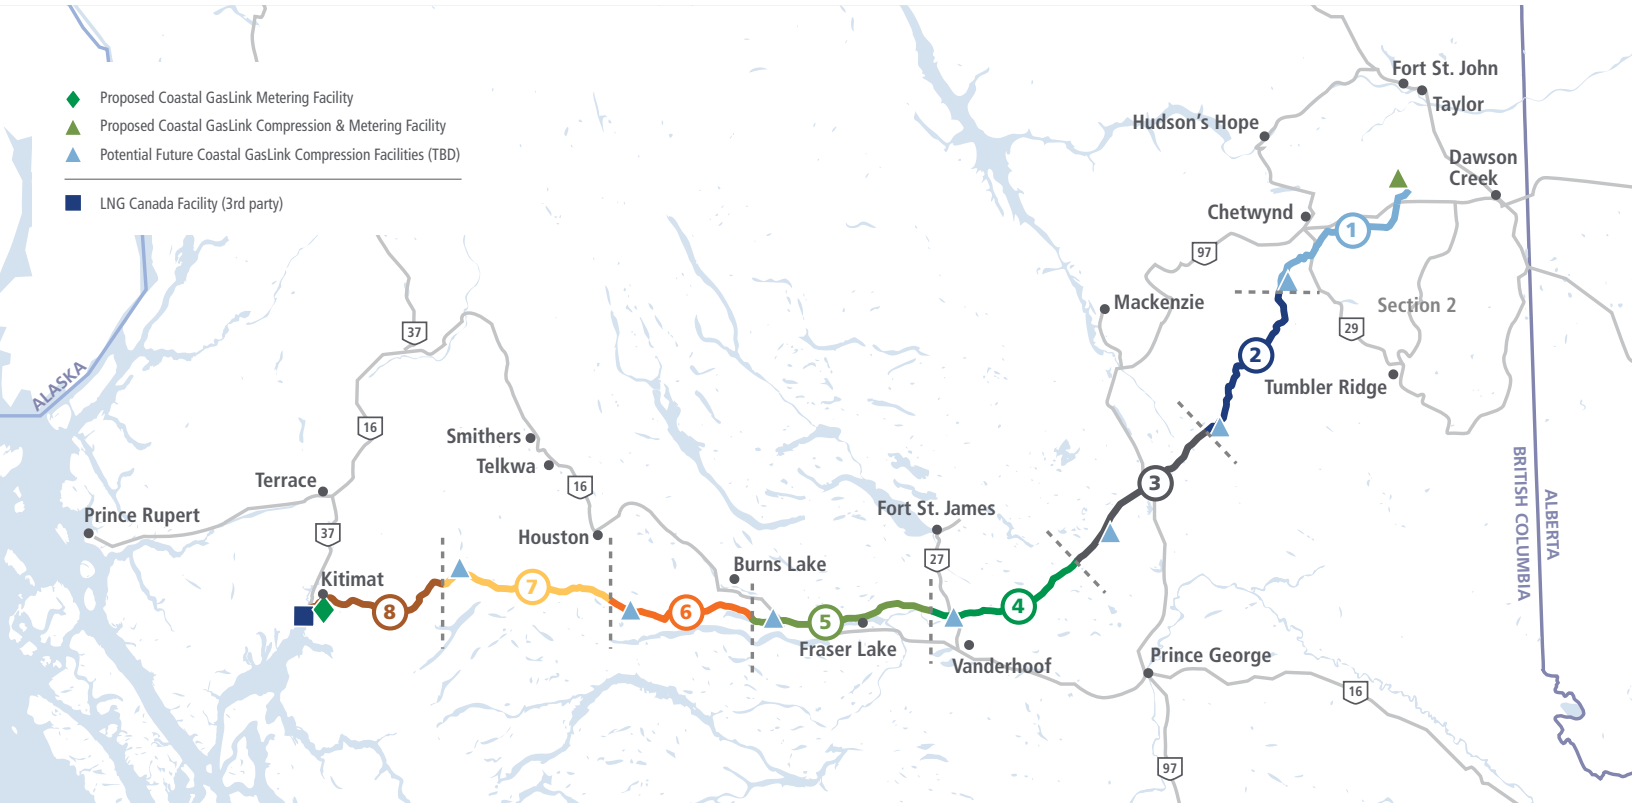 Proposed Coastal GasLink Metering Facility
Proposed Coastal GasLink Compression & Metering Facility
Potential Future Coastal GasLink Compression Facilities (TBD)
LNG Canada Facility (3rd party)
Fort St. John
Taylor
Hudson's Hope
Dawson
Creek
Chetwynd
1
97
Mackenzie
Section 2
29
37
2
ALASKA
Tumbler Ridge
16
Smithers
Telkwa
BRITISH COLUMBIA
ALBERTA
Terrace
16
3
Prince Rupert
Fort St. James
37
Houston
27
Burns Lake
Kitimat
7
8
6
5
4
Fraser Lake
Vanderhoof
Prince George
16
97